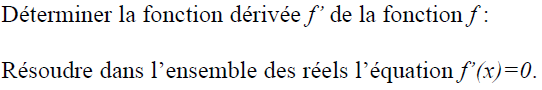 Déterminer la fonction dérivée f’ de la fonction f :
Résoudre dans l’ensemble des réels l’équation f’(x)=0.